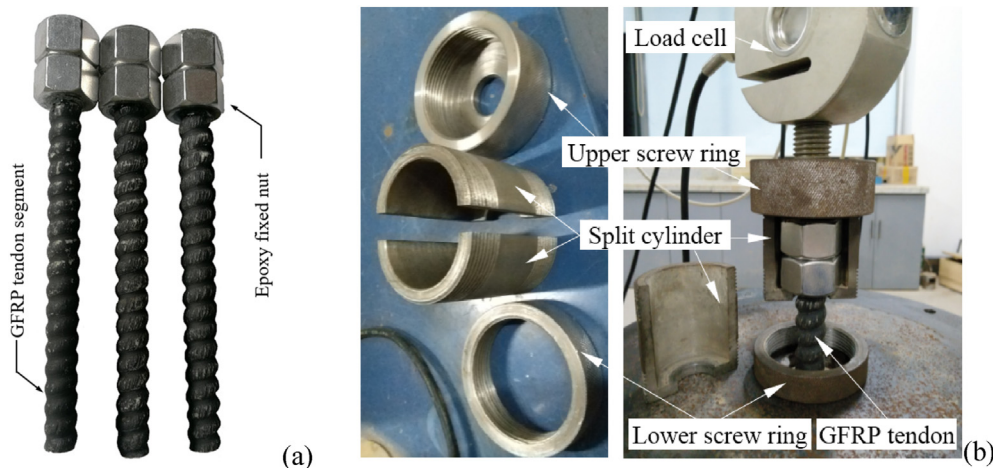 GFRP tendon segment
Epoxy fixed nut
(a)
Load cell
Upper screw ring
Split cylinder
Lower screw ring
GFRP tendon
(b)